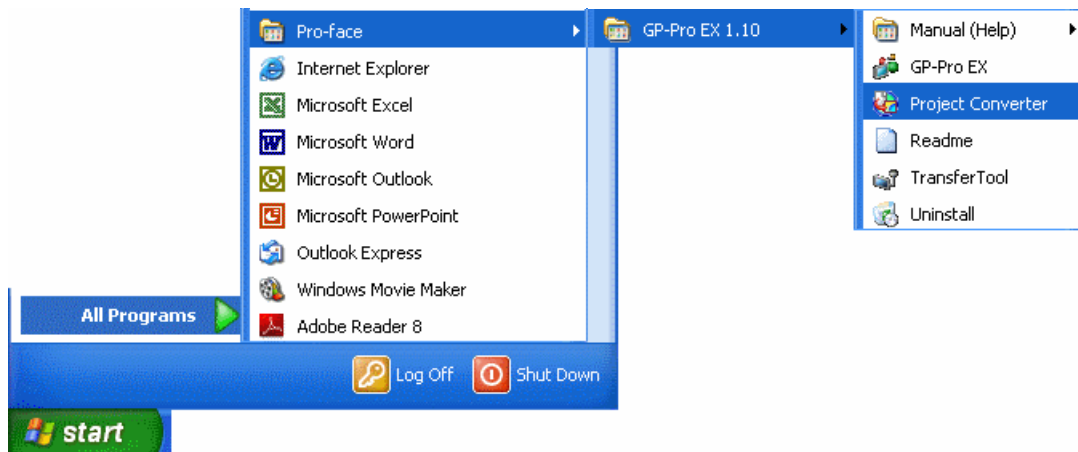 Pro-face
Internet Explorer
Microsoft Excel
Microsoft Word
Microsoft Outlook
Microsoft PowerPoint
Outlook Express
Windows Movie Maker
Adobe Reader 8
All Programs
Log Off
Shut Down
start
GP-Pro EX 1.10
Manual (Help)
GP-Pro EX
Project Converter
Readme
TransferTool
Uninstall